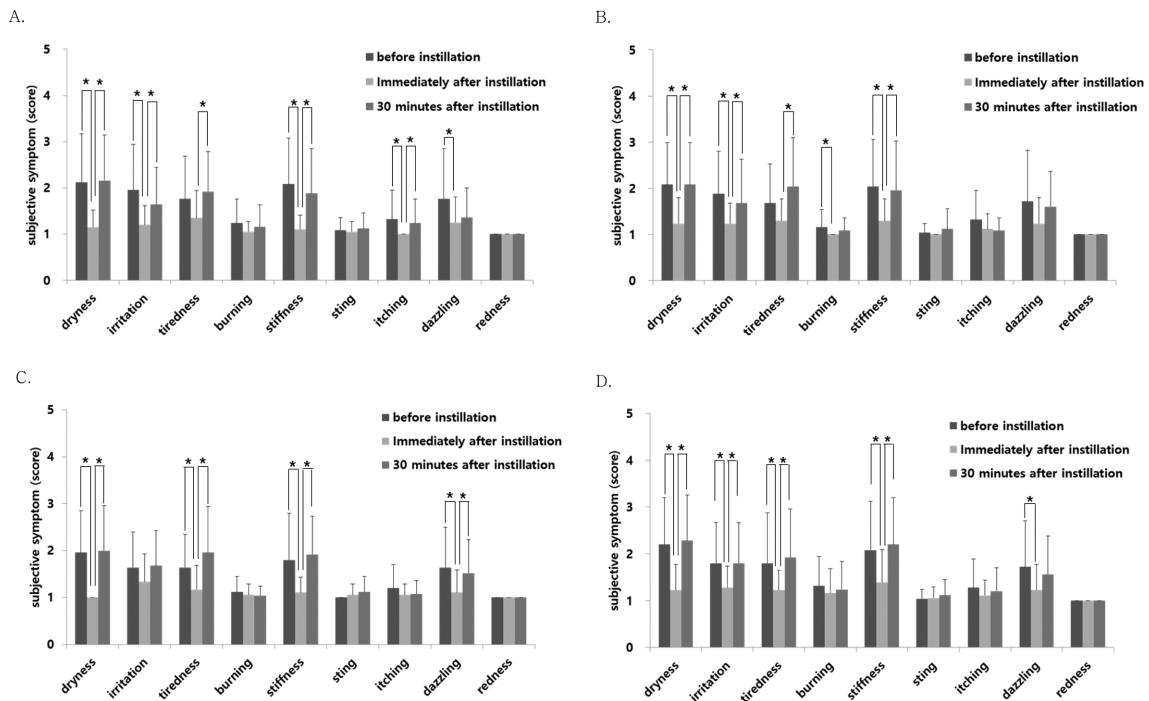 A.
subjective symptom (score)
5
4
3
2
1
0
before instillation
Immediately after instillation
30 minutes after instillation
* *
* *
*
* *
* *
*
dryness
irritation
tiredness
burning
stiffness
sting
itching
dazzling
redness
B.
subjective symptom (score)
5
4
3
2
1
0
before instillation
Immediately after instillation
30 minutes after instillation
* *
* *
*
*
* *
dryness
irritation
tiredness
burning
stiffness
sting
itching
dazzling
redness
C.
subjective symptom (score)
5
4
3
2
1
0
before instillation
Immediately after instillation
30 minutes after instillation
* *
* *
* *
* *
dryness
irritation
tiredness
burning
stiffness
sting
itching
dazzling
redness
D.
subjective symptom (score)
5
4
3
2
1
0
before instillation
Immediately after instillation
30 minutes after instillation
* *
* *
* *
* *
*
dryness
irritation
tiredness
burning
stiffness
sting
itching
dazzling
redness